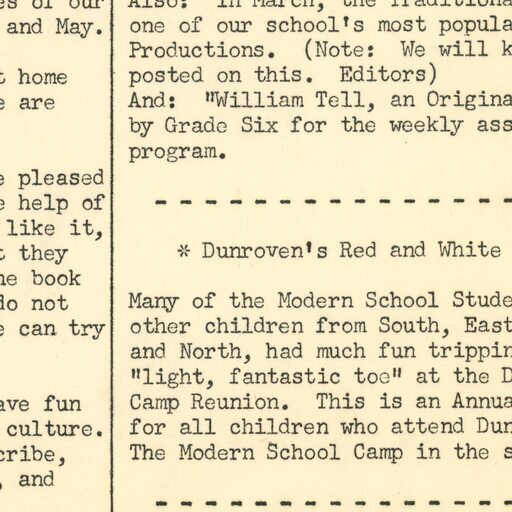 es of our
and May.
t home
e are
e pleased
e help of
like it,
t they
he book
do not
e can try
ave fun
culture.
cribe,
, and
Also: In March, the Traditiona
one of our school's most popula
Productions. (Note: We will k
posted on this. Editors)
And: "William Tell, an Origina
by Grade Six for the weekly ass
program.
* Dunroven's Red and White
Many of the Modern School Stude
other children from South, East
and North, had much fun trippin
"light, fantastic toe" at the D
Camp Reunion. This is an Annua
for all children who attend Dun
The Modern School Camp in the s